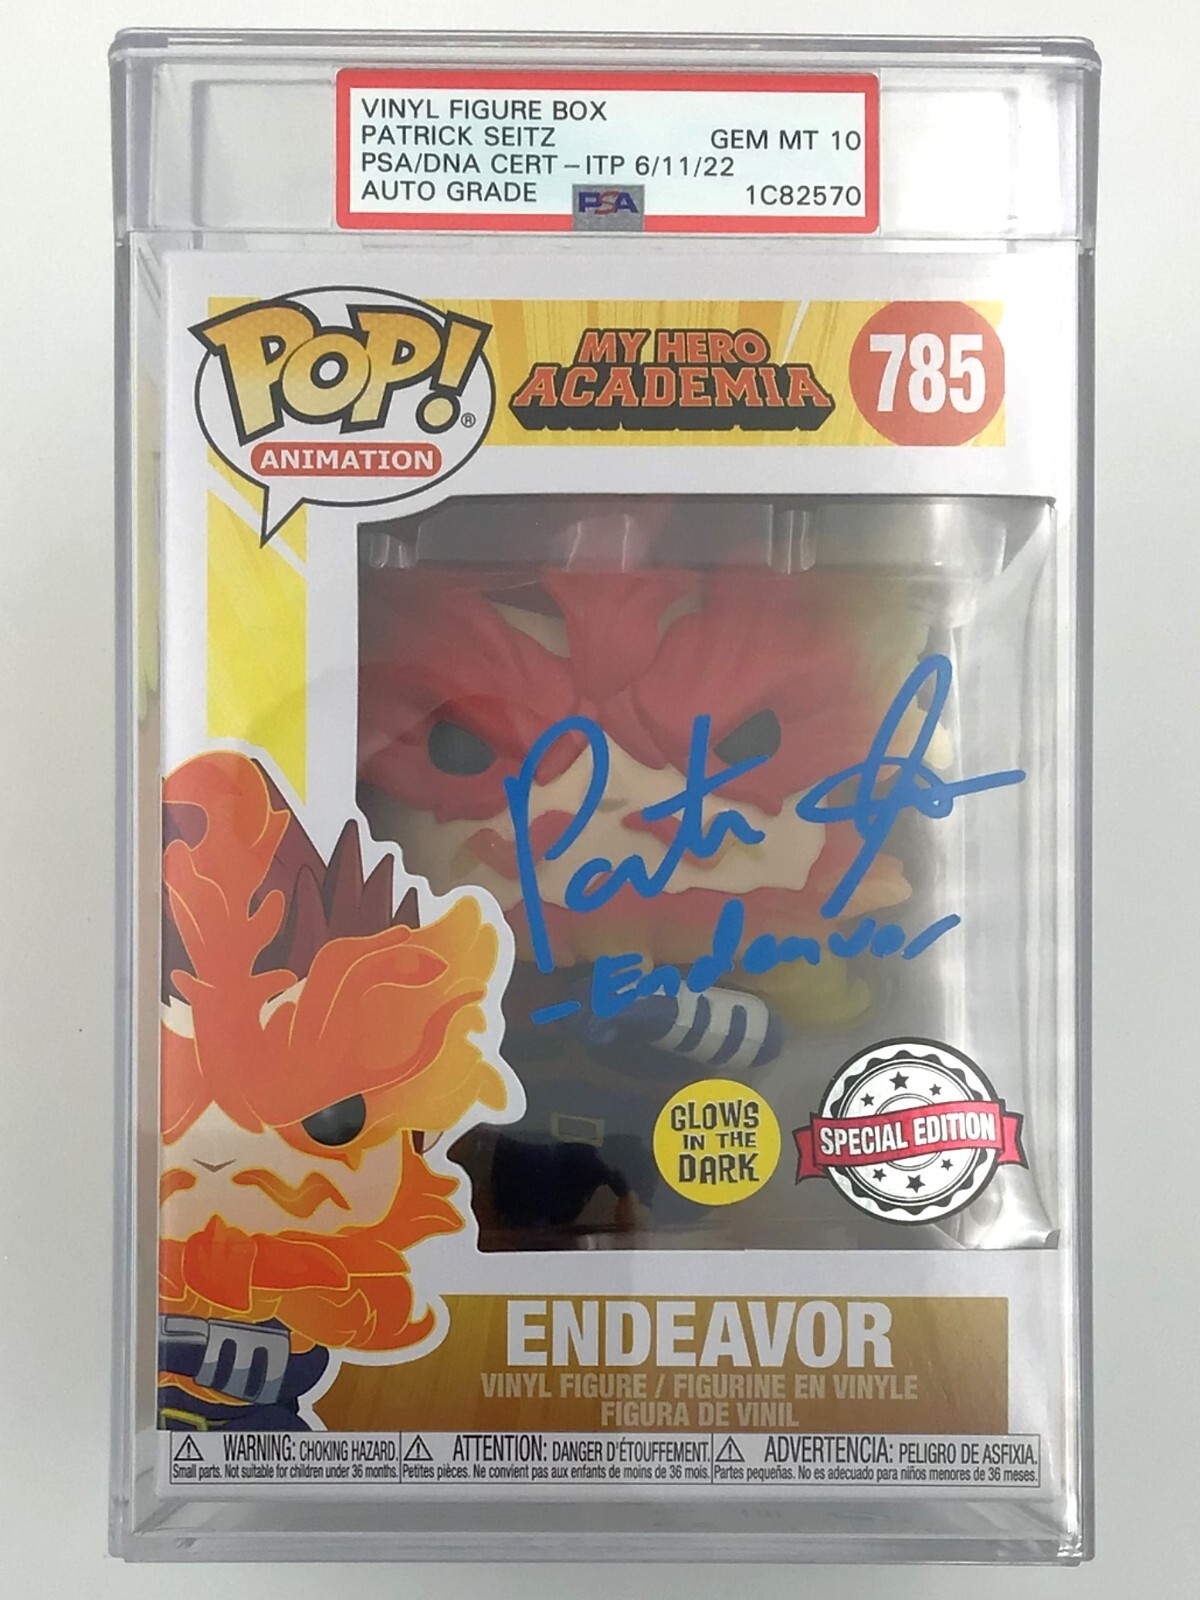 VINYL FIGURE BOX
PATRICK SEITZ GEM MT 10
PSA/DNA CERT – ITP 6/11/22
AUTO GRADE PSA 1C82570
POP!®
ANIMATION
MY HERO
ACADEMIA
785
Endeavor
GLOWS
IN THE
DARK
SPECIAL EDITION
ENDEAVOR
VINYL FIGURE / FIGURINE EN VINYLE
FIGURA DE VINIL
WARNING: CHOKING HAZARD.
Small parts. Not suitable for children under 36 months.
ATTENTION: DANGER D'ÉTOUFFEMENT.
Petites pièces. Ne convient pas aux enfants de moins de 36 mois.
ADVERTENCIA: PELIGRO DE ASFIXIA.
Partes pequeñas. No es adecuado para niños menores de 36 meses.